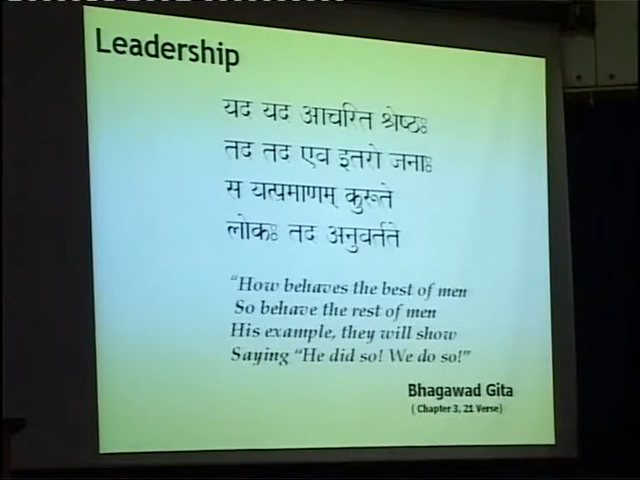 Leadership
यद यद आचरित श्रेष्ठः
तद तद एव इतरो जनाः
स यत्प्रमाणम् कुरूते
लोकः तद अनुवर्तते
"How behaves the best of men
So behave the rest of men
His example, they will show
Saying "He did so! We do so!"
Bhagawad Gita
( Chapter 3, 21 Verse)